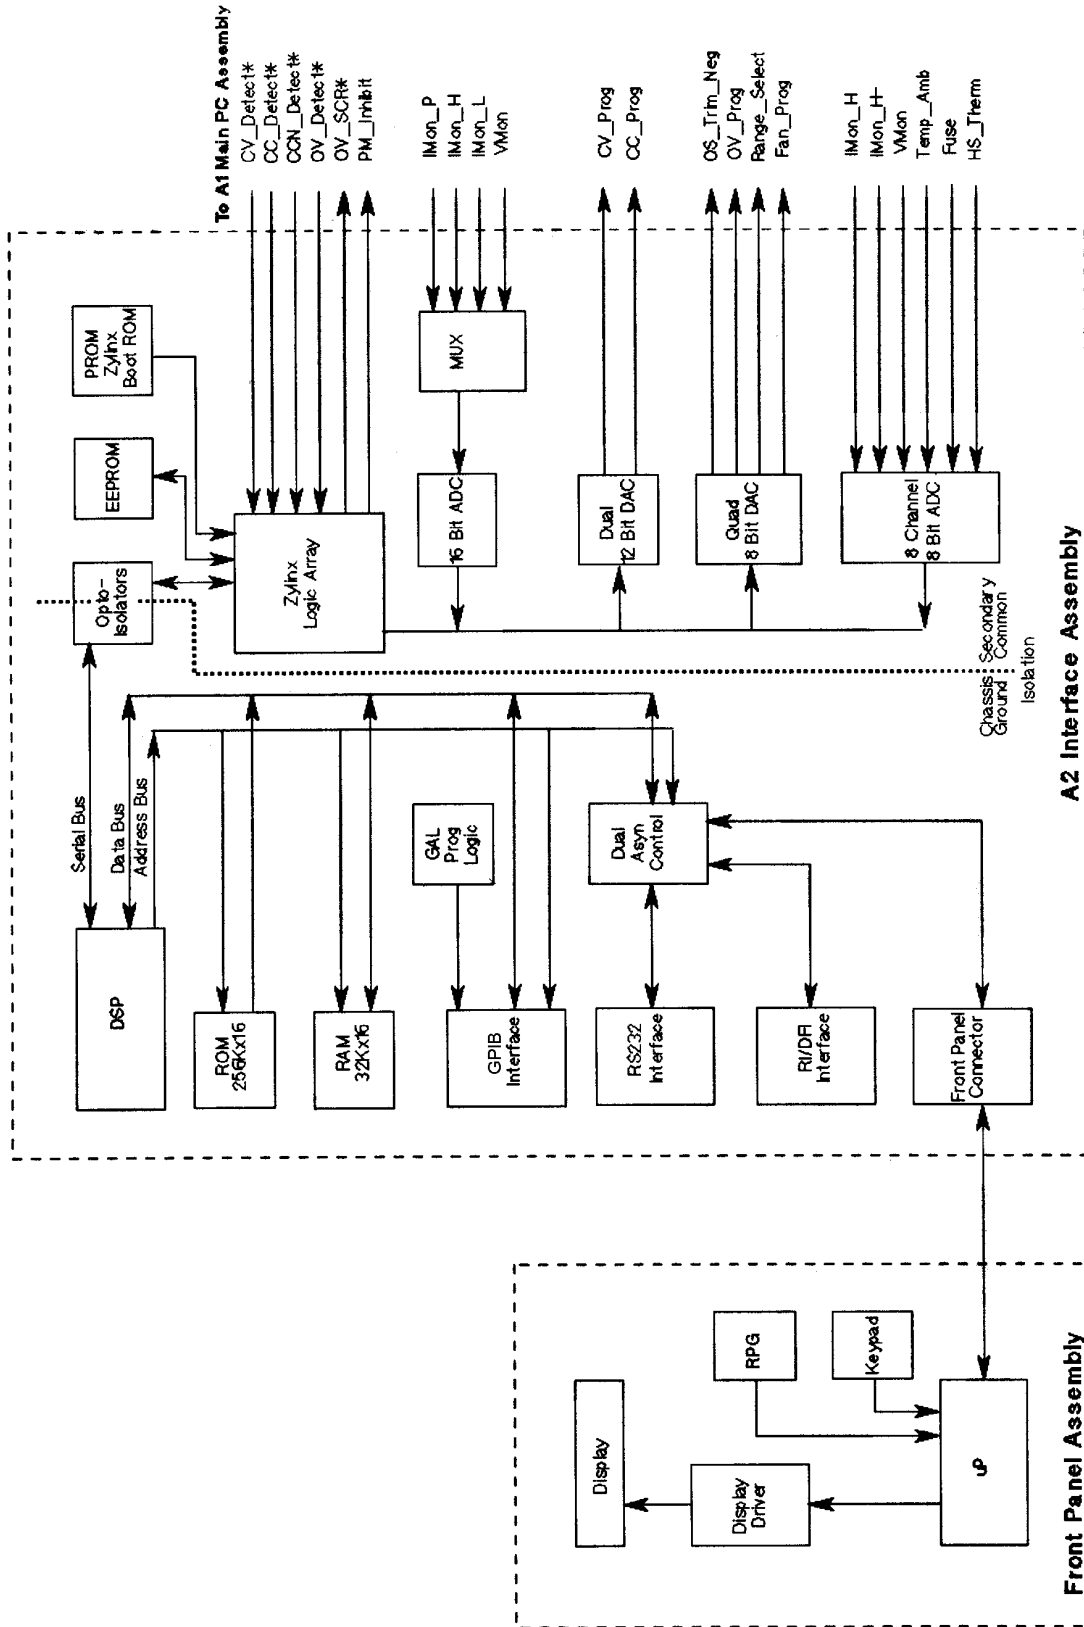 To A1 Main PC Assembly
CV_Detect*
CC_Detect*
CCN_Detect*
OV_Detect*
OV_SCR*
PM_Inhibit
IMon_P
IMon_H
IMon_L
VMon
CV_Prog
CC_Prog
OS_Trim_Neg
OV_Prog
Range_Select
Fan_Prog
IMon_H
IMon_H-
VMon
Temp_Amb
Fuse
HS_Therm
PROM
Zylinx
Boot ROM
EEPROM
Opto-
Isolators
Zylinx
Logic Array
MUX
16 Bit ADC
Dual
12 Bit DAC
Quad
8 Bit DAC
8 Channel
8 Bit ADC
Secondary
Common
Chassis
Ground
Isolation
Serial Bus
Data Bus
Address Bus
DSP
ROM
256Kx16
RAM
32Kx16
GAL
Prog
Logic
GPIB
Interface
Dual
Asyn
Control
RS232
Interface
RI/DFI
Interface
Front Panel
Connector
A2 Interface Assembly
Display
Display
Driver
RPG
Keypad
uP
Front Panel Assembly